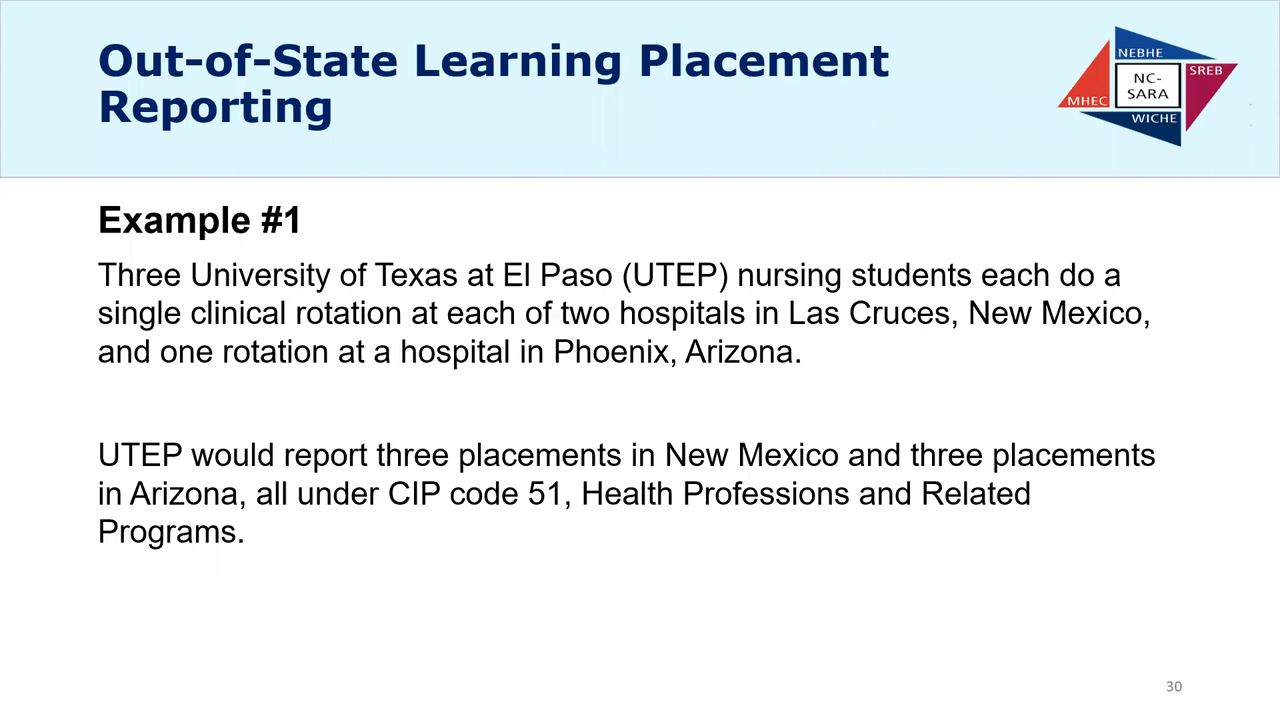 Out-of-State Learning Placement
Reporting
NEBHE
SREB
NC-
SARA
MHEC
WICHE
Example #1
Three University of Texas at El Paso (UTEP) nursing students each do a
single clinical rotation at each of two hospitals in Las Cruces, New Mexico,
and one rotation at a hospital in Phoenix, Arizona.
UTEP would report three placements in New Mexico and three placements
in Arizona, all under CIP code 51, Health Professions and Related
Programs.
30